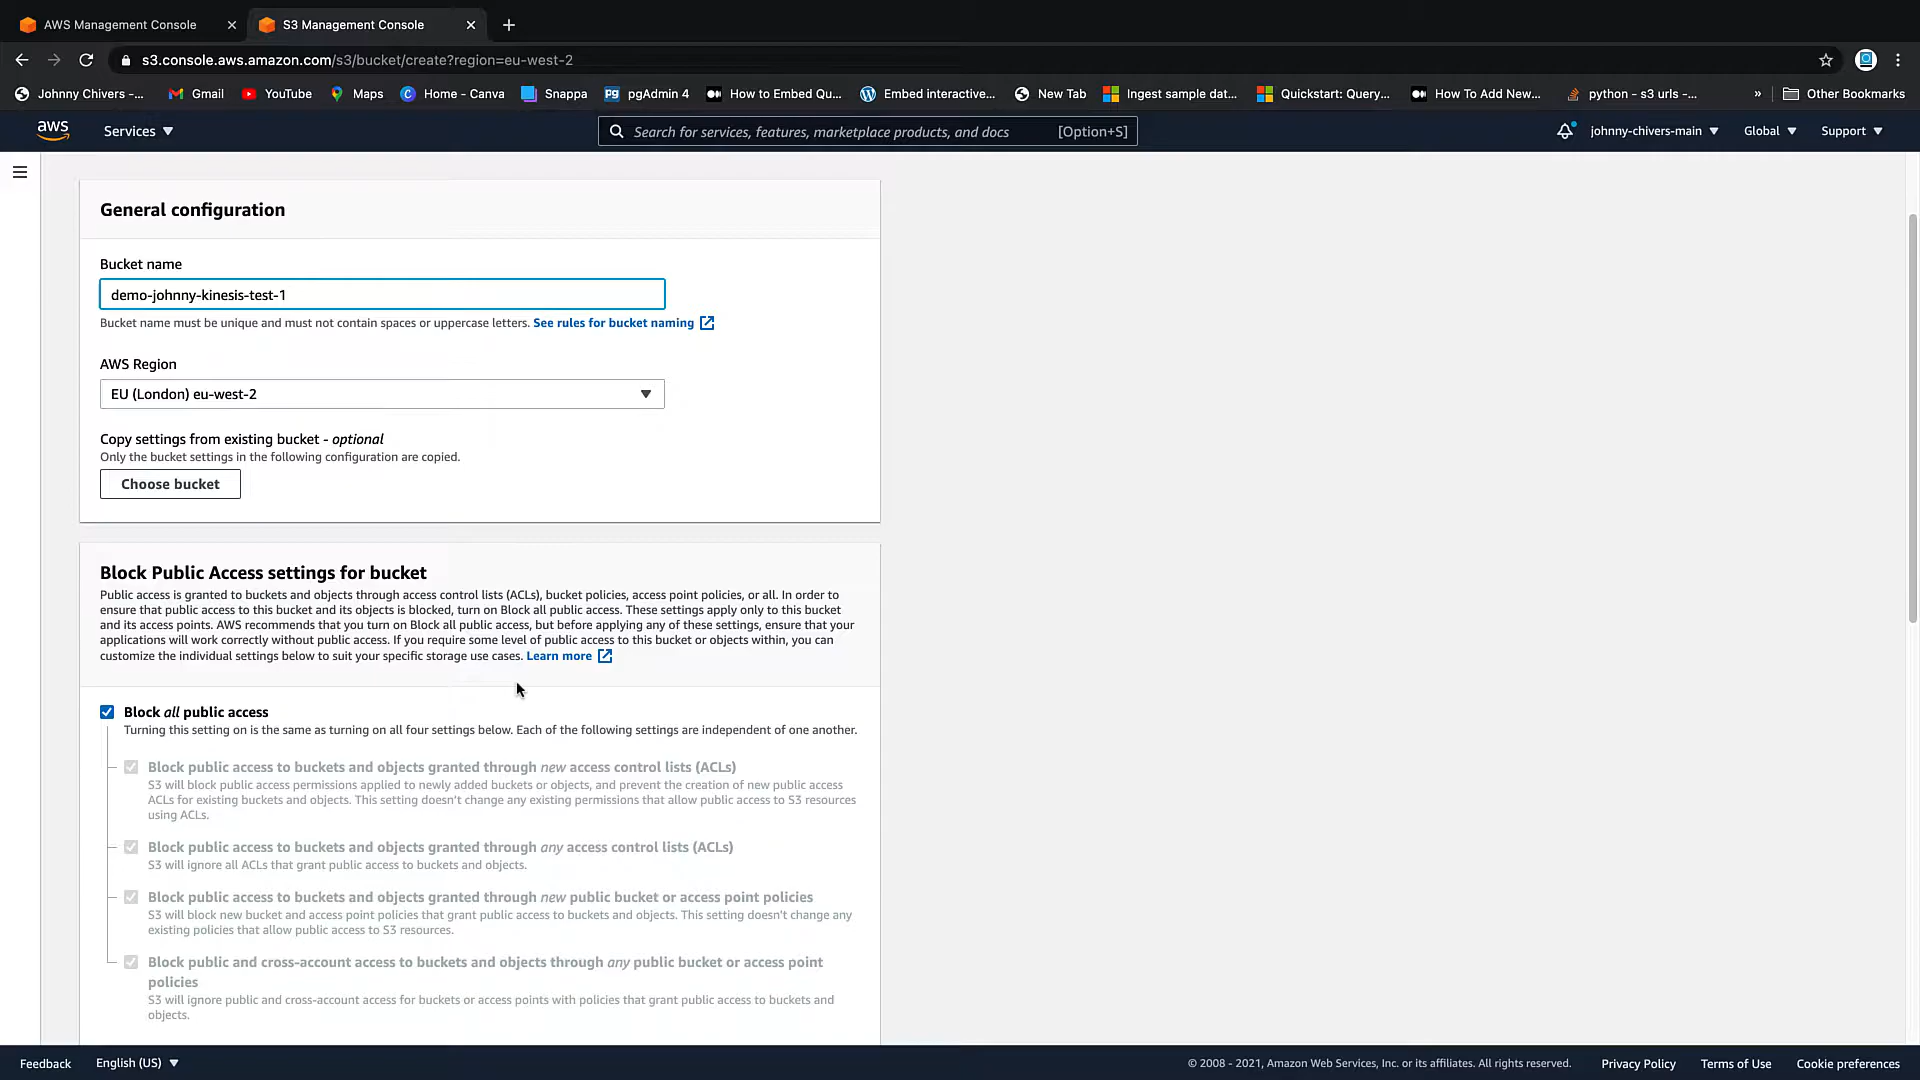 AWS Management Console
S3 Management Console
s3.console.aws.amazon.com/s3/bucket/create?region=eu-west-2
Johnny Chivers -...
Gmail
YouTube
Maps
Home - Canva
Snappa
pgAdmin 4
How to Embed Qu...
Embed interactive...
New Tab
Ingest sample dat...
Quickstart: Query...
How To Add New...
python - s3 urls -...
»
Other Bookmarks
aws
Services
Search for services, features, marketplace products, and docs
[Option+S]
johnny-chivers-main
Global
Support
General configuration
Bucket name
demo-johnny-kinesis-test-1
Bucket name must be unique and must not contain spaces or uppercase letters. See rules for bucket naming
AWS Region
EU (London) eu-west-2
Copy settings from existing bucket - optional
Only the bucket settings in the following configuration are copied.
Choose bucket
Block Public Access settings for bucket
Public access is granted to buckets and objects through access control lists (ACLs), bucket policies, access point policies, or all. In order to
ensure that public access to this bucket and its objects is blocked, turn on Block all public access. These settings apply only to this bucket
and its access points. AWS recommends that you turn on Block all public access, but before applying any of these settings, ensure that your
applications will work correctly without public access. If you require some level of public access to this bucket or objects within, you can
customize the individual settings below to suit your specific storage use cases. Learn more
Block all public access
Turning this setting on is the same as turning on all four settings below. Each of the following settings are independent of one another.
Block public access to buckets and objects granted through new access control lists (ACLs)
S3 will block public access permissions applied to newly added buckets or objects, and prevent the creation of new public access
ACLs for existing buckets and objects. This setting doesn't change any existing permissions that allow public access to S3 resources
using ACLs.
Block public access to buckets and objects granted through any access control lists (ACLs)
S3 will ignore all ACLs that grant public access to buckets and objects.
Block public access to buckets and objects granted through new public bucket or access point policies
S3 will block new bucket and access point policies that grant public access to buckets and objects. This setting doesn't change any
existing policies that allow public access to S3 resources.
Block public and cross-account access to buckets and objects through any public bucket or access point
policies
S3 will ignore public and cross-account access for buckets or access points with policies that grant public access to buckets and
objects.
Feedback
English (US)
© 2008 - 2021, Amazon Web Services, Inc. or its affiliates. All rights reserved.
Privacy Policy
Terms of Use
Cookie preferences